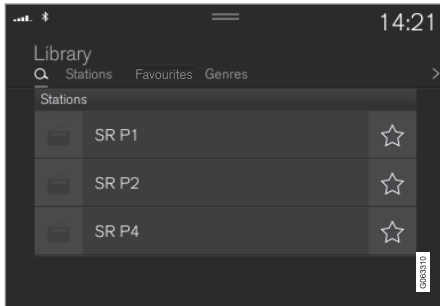 14:21
Library
Stations Favourites Genres
Stations
SR P1
SR P2
SR P4
G063310